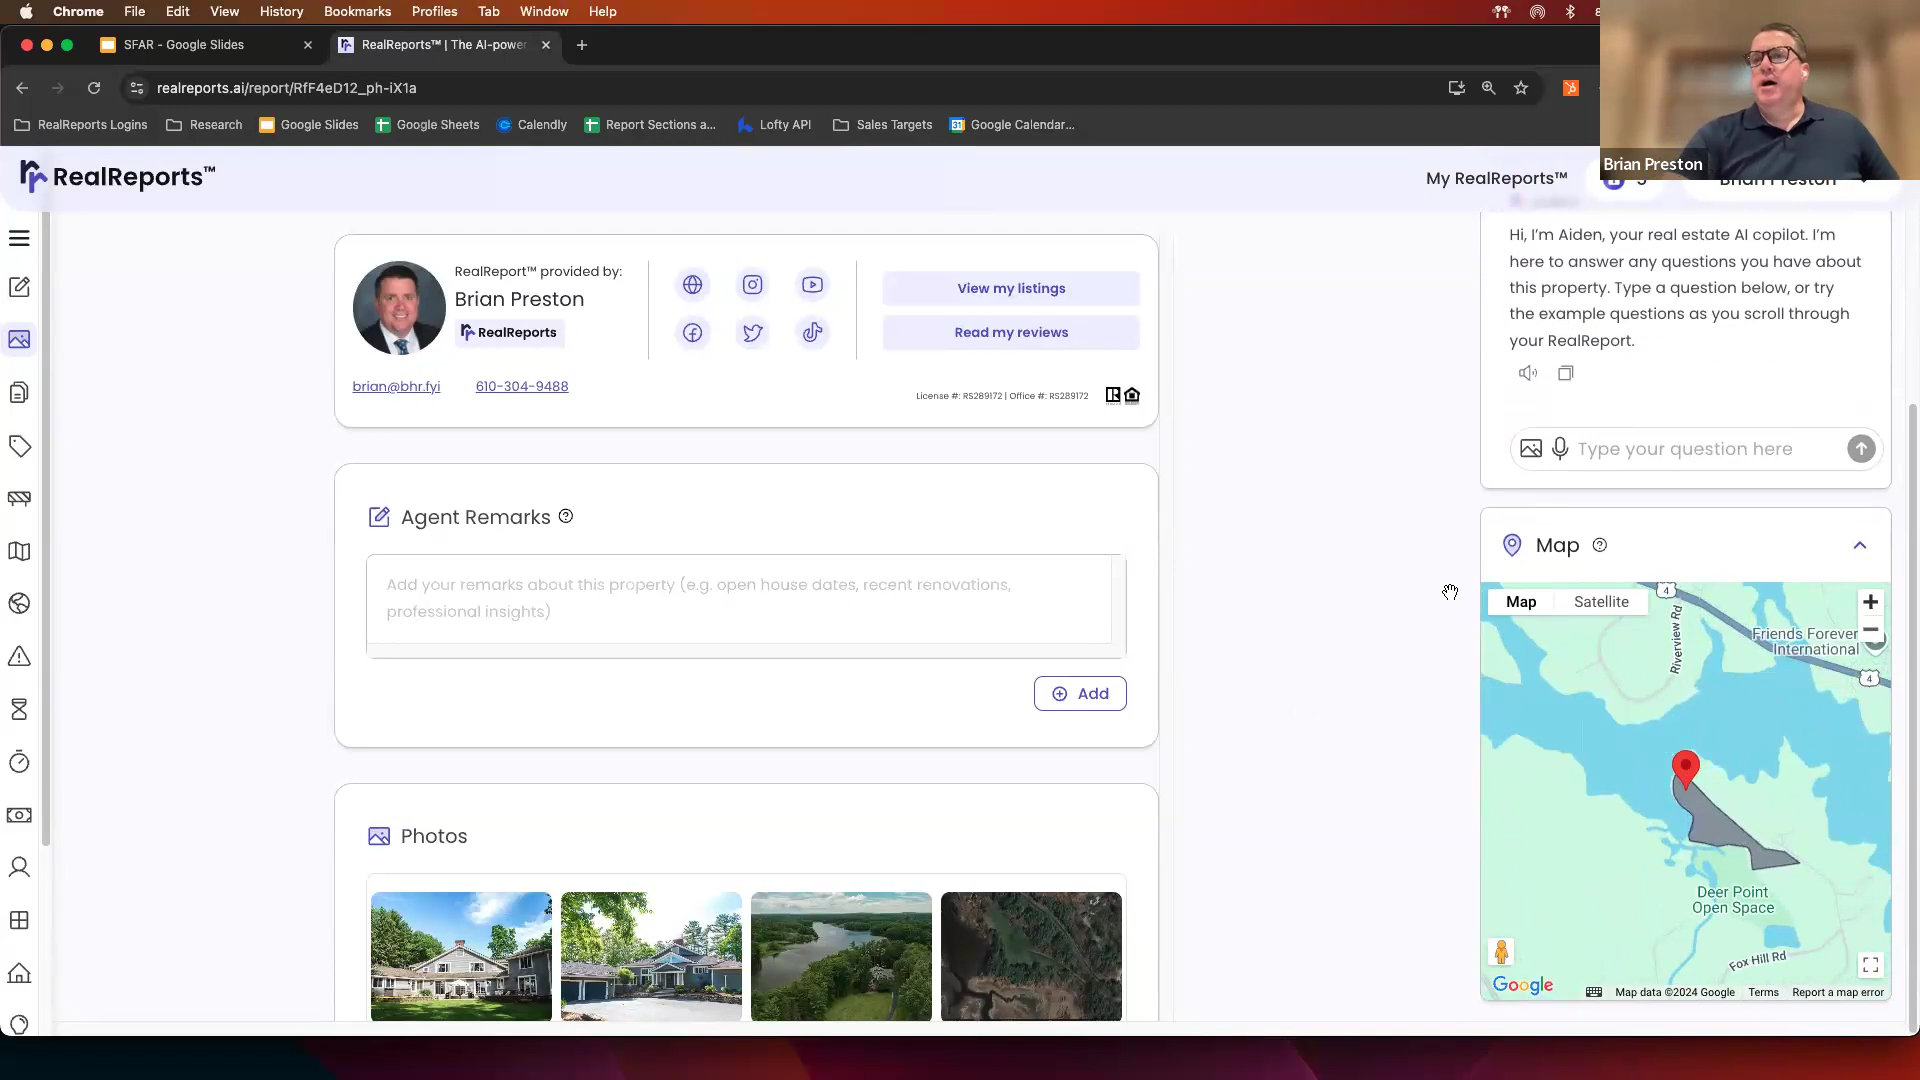 Chrome File Edit View History Bookmarks Profiles Tab Window Help
SFAR - Google Slides
RealReports™ | The AI-powe
realreports.ai/report/RfF4eD12_ph-iX1a
RealReports Logins
Research
Google Slides
Google Sheets
Calendly
Report Sections a...
Lofty API
Sales Targets
Google Calendar...
Brian Preston
RealReports™
My RealReports™
Brian Preston
RealReport™ provided by:
Brian Preston
RealReports
brian@bhr.fyi
610-304-9488
View my listings
Read my reviews
License #: RS289172 | Office #: RS289172
Agent Remarks
Add your remarks about this property (e.g. open house dates, recent renovations,
professional insights)
Add
Photos
Hi, I'm Aiden, your real estate AI copilot. I'm
here to answer any questions you have about
this property. Type a question below, or try
the example questions as you scroll through
your RealReport.
Type your question here
Map
Map Satellite
4
Riverview Rd
Friends Forever
International
4
Deer Point
Open Space
Fox Hill Rd
Google
Map data ©2024 Google Terms Report a map error